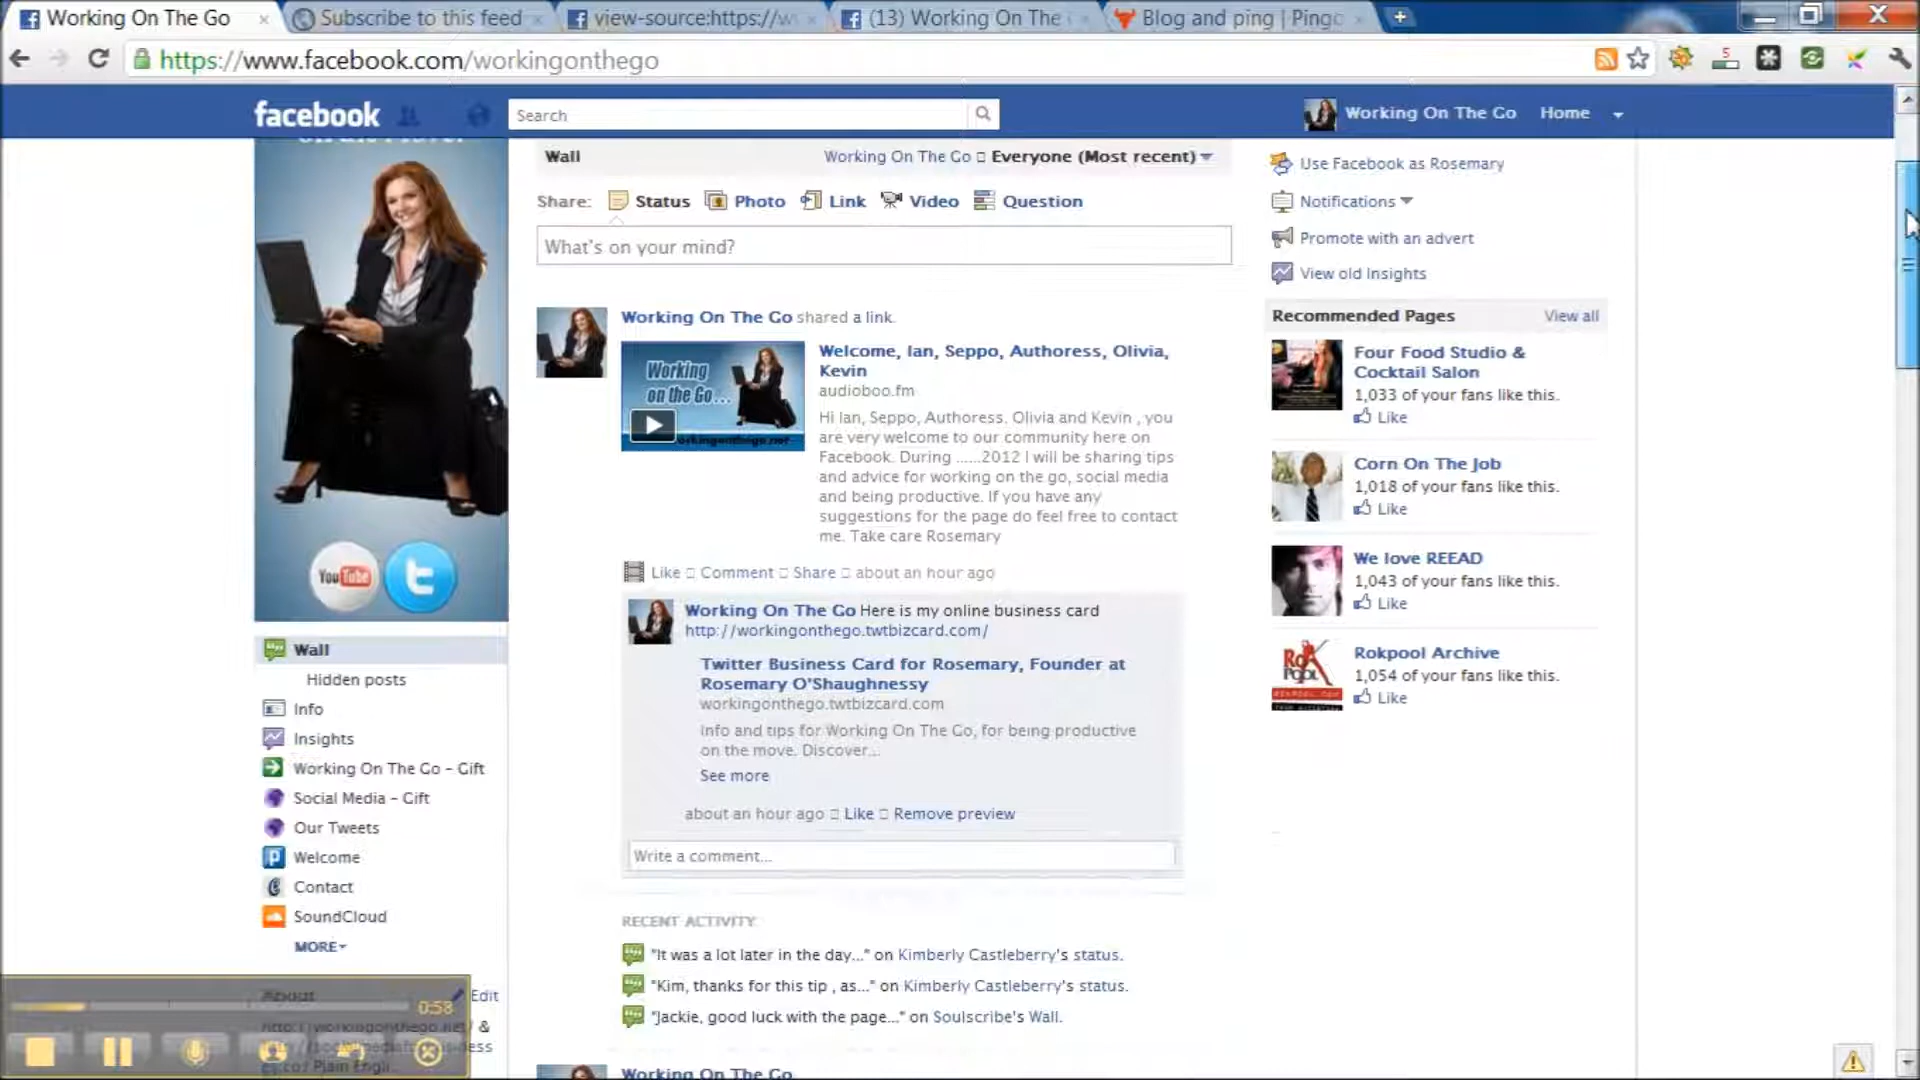 Working On The Go
Subscribe to this feed
view-source:https://w
(13) Working On The
Blog and ping | Ping
https://www.facebook.com/workingonthego
5
facebook
Search
Working On The Go
Home
Wall
Working On The Go
Everyone (Most recent)
Share:
Status
Photo
Link
Video
Question
What's on your mind?
Working On The Go shared a link.
Working
on the Go...
Welcome, Ian, Seppo, Authoress, Olivia,
Kevin
audioboo.fm
Hi Ian, Seppo, Authoress, Olivia and Kevin , you
are very welcome to our community here on
Facebook. During ......2012 I will be sharing tips
and advice for working on the go, social media
and being productive. If you have any
suggestions for the page do feel free to contact
me. Take care Rosemary
Like Comment Share about an hour ago
Working On The Go Here is my online business card
http://workingonthego.twtbizcard.com/
Twitter Business Card for Rosemary, Founder at
Rosemary O'Shaughnessy
workingonthego.twtbizcard.com
Info and tips for Working On The Go, for being productive
on the move. Discover...
See more
about an hour ago Like Remove preview
Write a comment...
RECENT ACTIVITY
"It was a lot later in the day..." on Kimberly Castleberry's status.
"Kim, thanks for this tip , as..." on Kimberly Castleberry's status.
"Jackie, good luck with the page..." on Soulscribe's Wall.
Working On The Go
You Tube
Wall
Hidden posts
Info
Insights
Working On The Go - Gift
Social Media - Gift
Our Tweets
Welcome
Contact
SoundCloud
MORE
About
Edit
http://workingonthego.net/ &
Plain Engli
0:58
Use Facebook as Rosemary
Notifications
Promote with an advert
View old Insights
Recommended Pages
View all
Four Food Studio &
Cocktail Salon
1,033 of your fans like this.
Like
Corn On The Job
1,018 of your fans like this.
Like
We love REEAD
1,043 of your fans like this.
Like
Rokpool Archive
1,054 of your fans like this.
Like